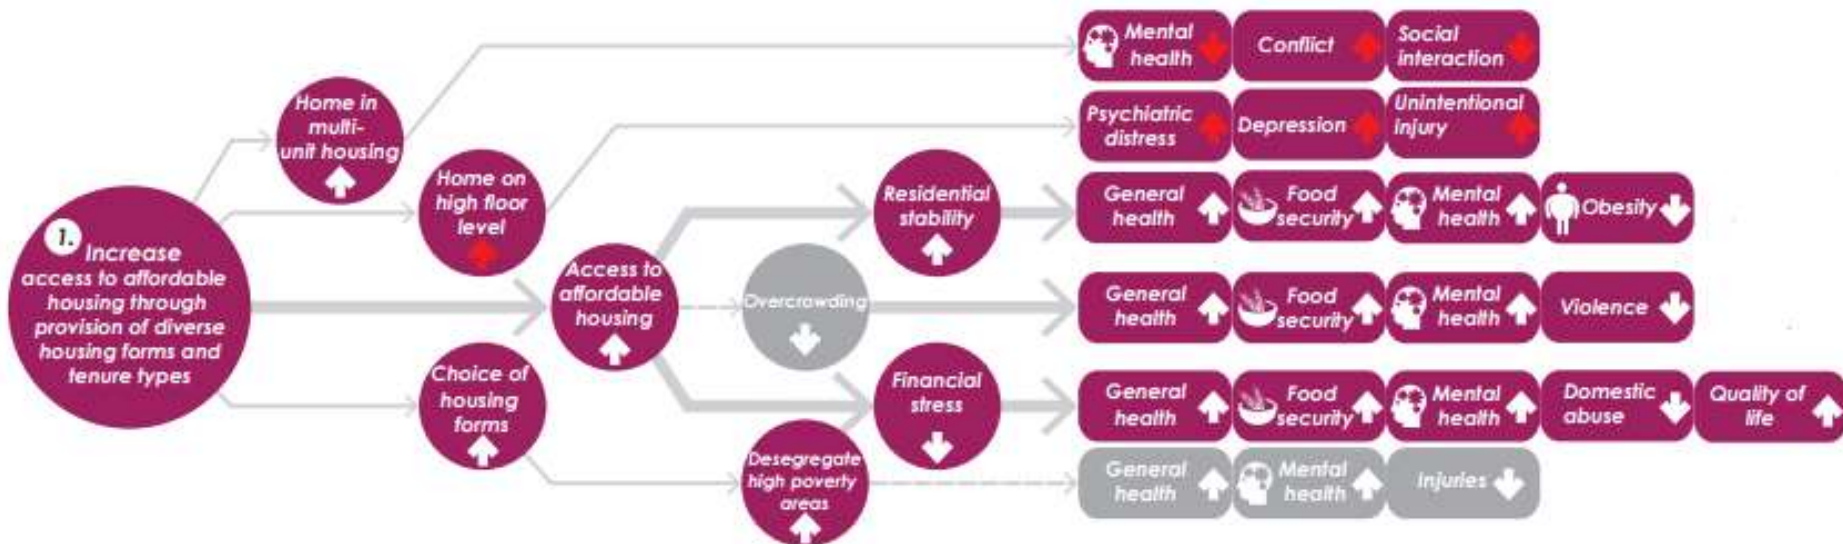 1.
Increase
access to affordable
housing through
provision of diverse
housing forms and
tenure types
Home in
multi-
unit housing
Home on
high floor
level
Access to
affordable
housing
Choice of
housing
forms
Residential
stability
Overcrowding
Financial
stress
Desegregate
high poverty
areas
Mental
health
Conflict
Social
interaction
Psychiatric
distress
Depression
Unintentional
injury
General
health
Food
security
Mental
health
Obesity
General
health
Food
security
Mental
health
Violence
General
health
Food
security
Mental
health
Domestic
abuse
Quality of
life
General
health
Mental
health
Injuries